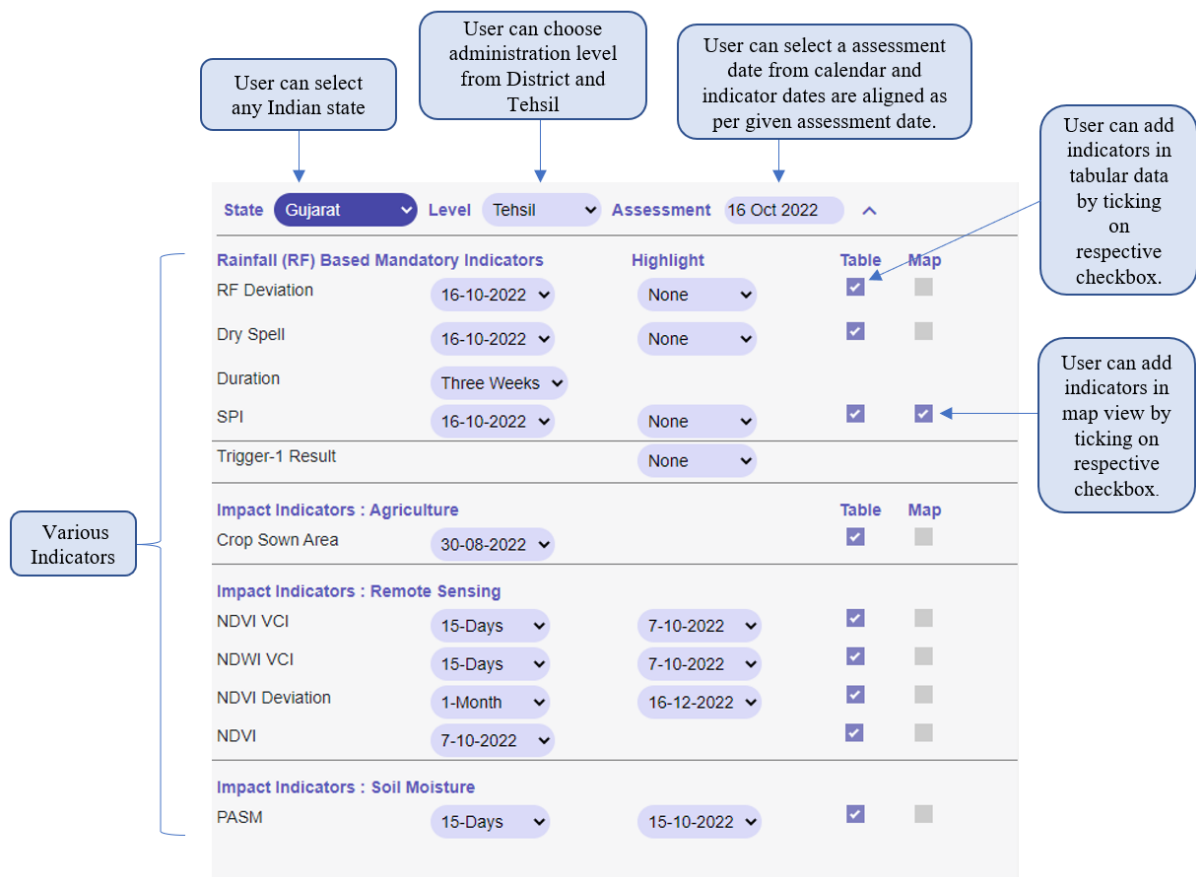 User can select
any Indian state
User can choose
administration level
from District and
Tehsil
User can select a assessment
date from calendar and
indicator dates are aligned as
per given assessment date.
User can add
indicators in
tabular data
by ticking
on
respective
checkbox.
State Gujarat Level Tehsil Assessment 16 Oct 2022
Rainfall (RF) Based Mandatory Indicators Highlight Table Map
RF Deviation 16-10-2022 None
Dry Spell 16-10-2022 None
Duration Three Weeks
SPI 16-10-2022 None
Trigger-1 Result None
User can add
indicators in
map view by
ticking on
respective
checkbox.
Various
Indicators
Impact Indicators : Agriculture Table Map
Crop Sown Area 30-08-2022
Impact Indicators : Remote Sensing
NDVI VCI 15-Days 7-10-2022
NDWI VCI 15-Days 7-10-2022
NDVI Deviation 1-Month 16-12-2022
NDVI 7-10-2022
Impact Indicators : Soil Moisture
PASM 15-Days 15-10-2022